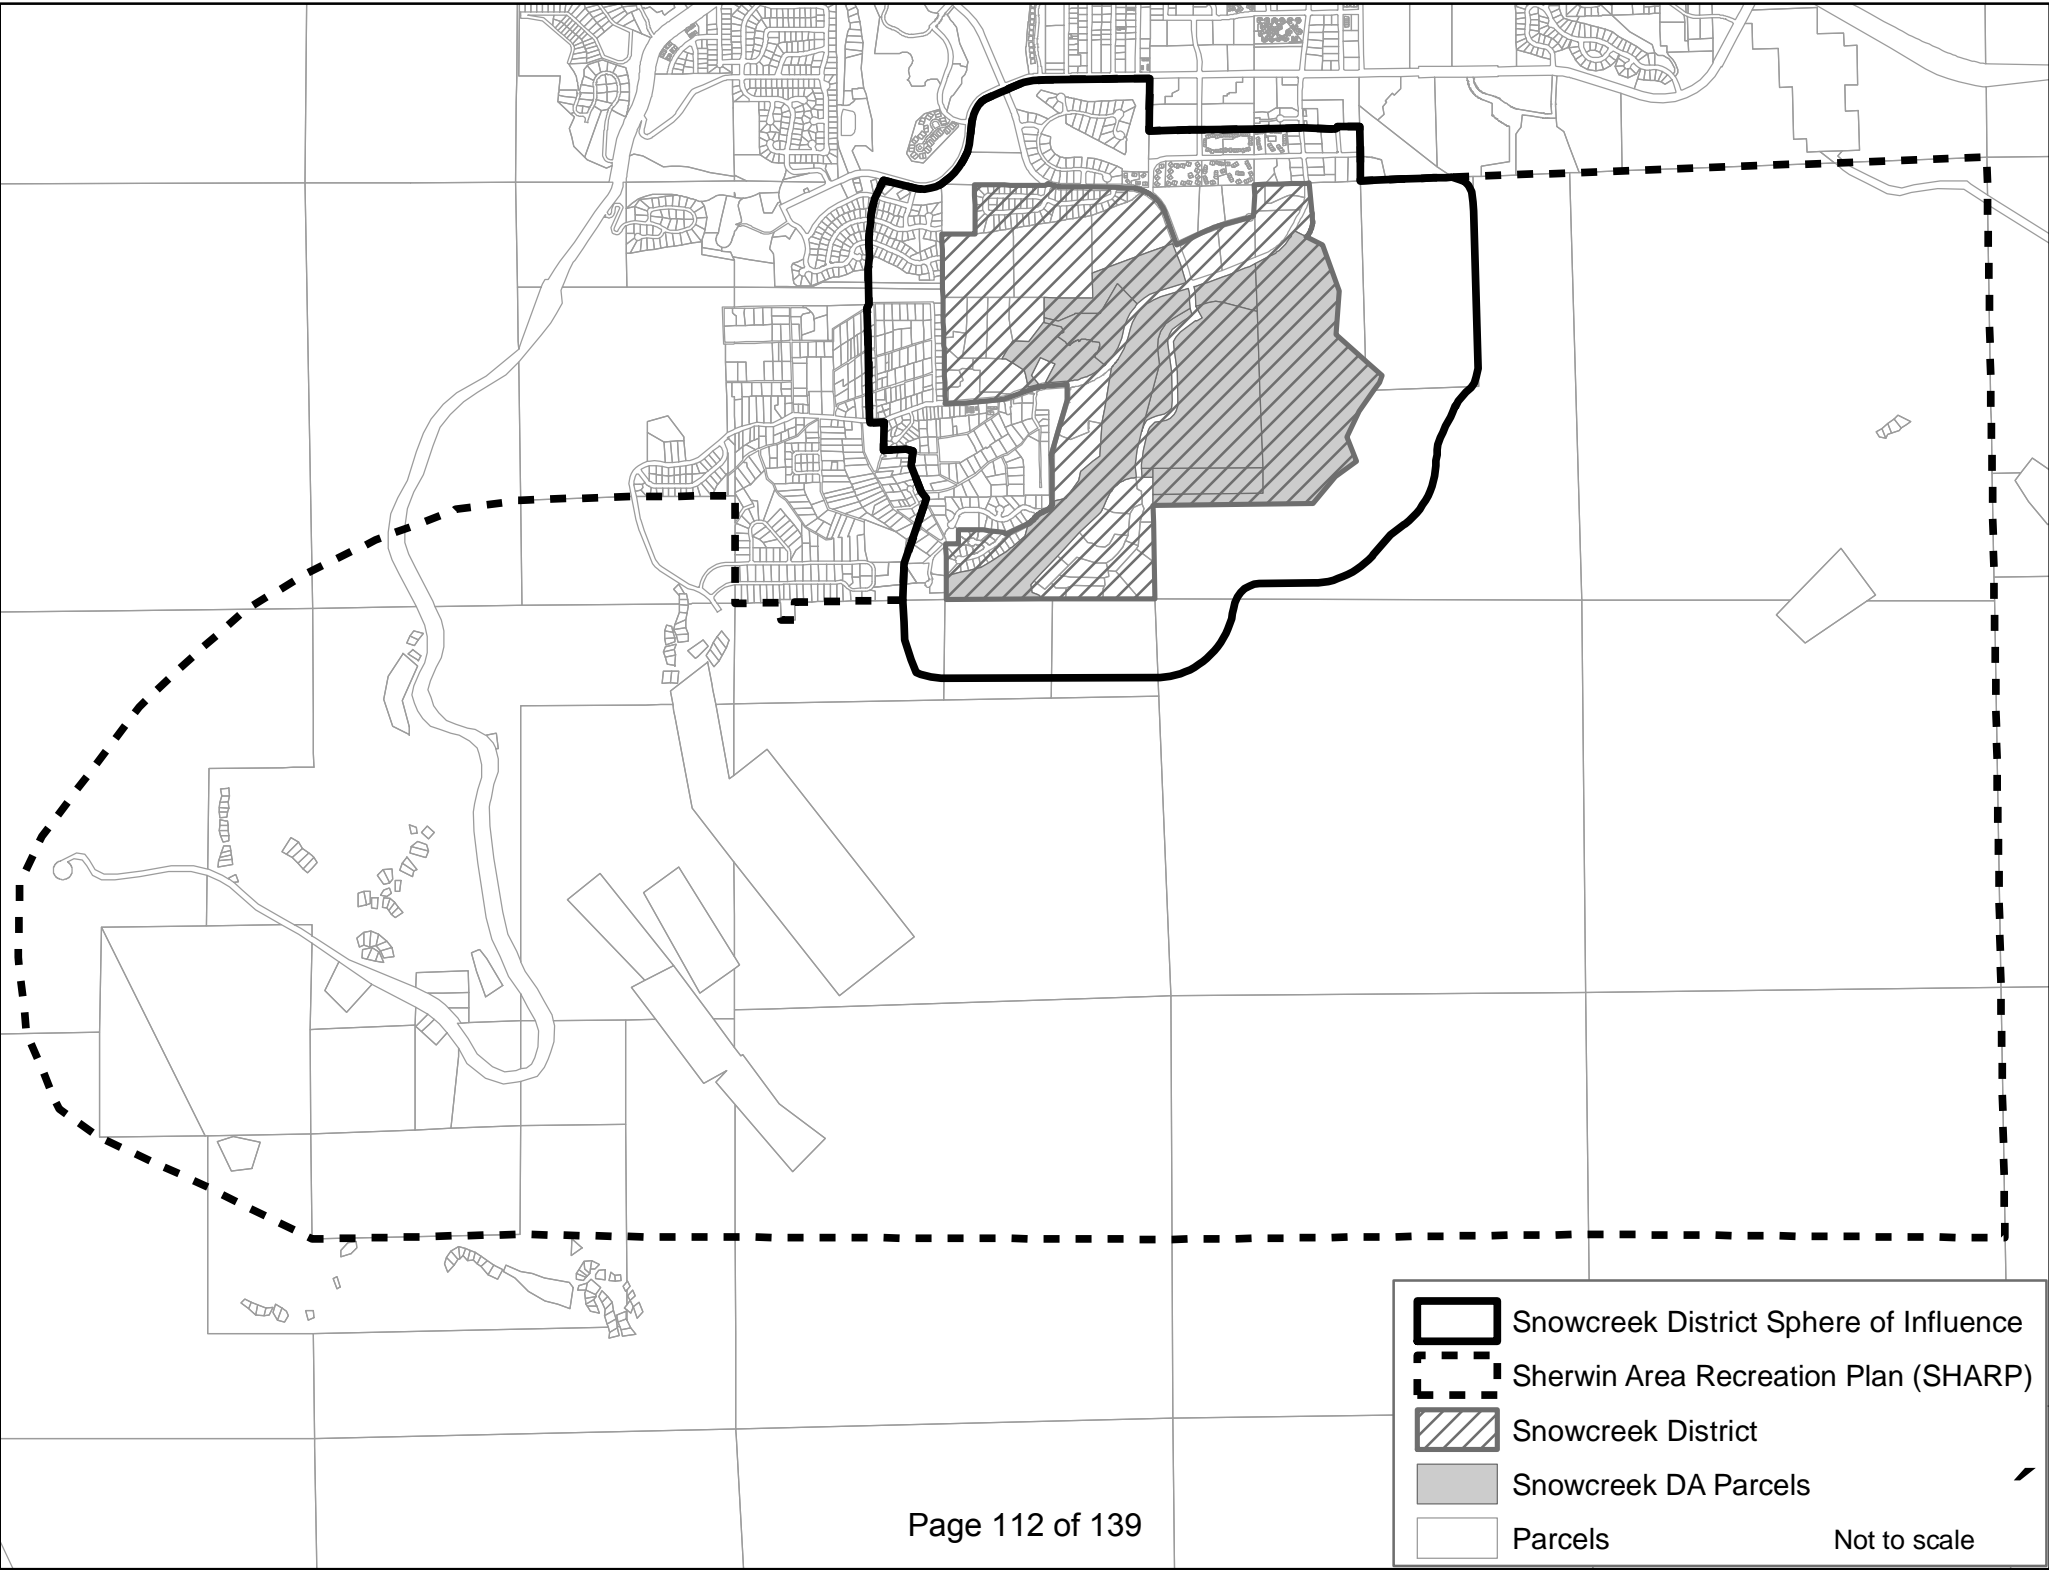 Snowcreek District Sphere of Influence
Sherwin Area Recreation Plan (SHARP)
Snowcreek District
Snowcreek DA Parcels
Parcels
Not to scale
Page 112 of 139